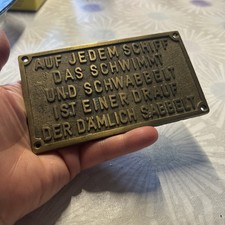 AUF JEDEM SCHIFF
DAS SCHWIMMT
UND SCHWABBELT
IST EINER DRAUF
DER DÄMLICH SABBELT